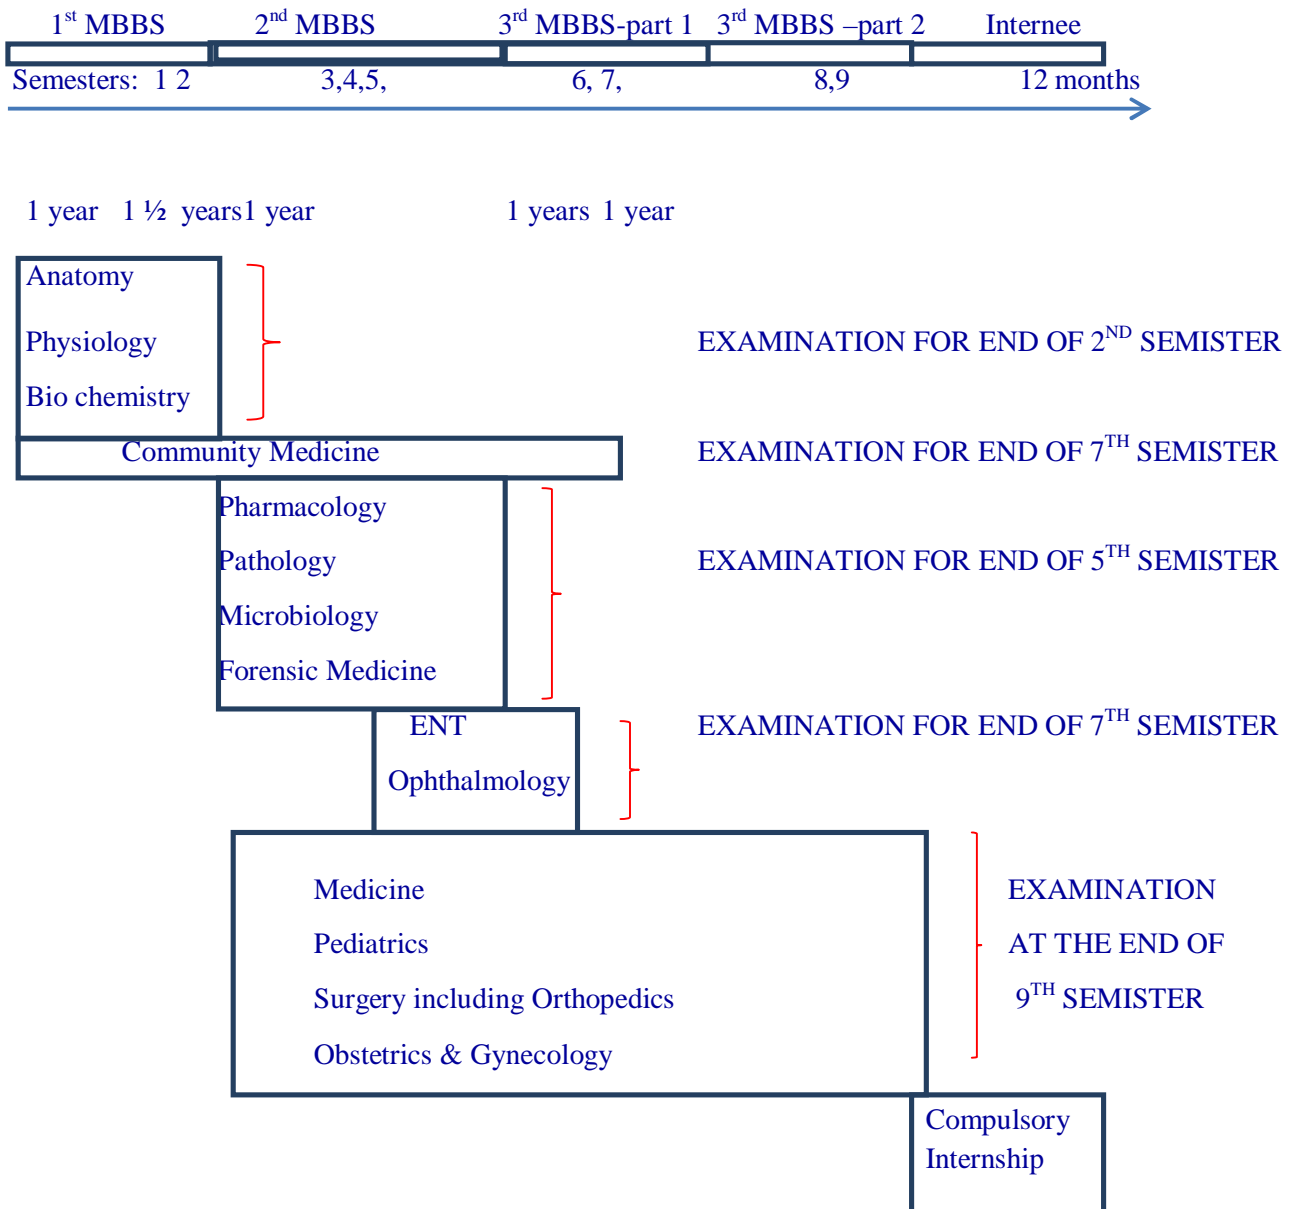 1st MBBS 2nd MBBS 3rd MBBS-part 1 3rd MBBS –part 2 Internee
Semesters: 1 2 3,4,5, 6, 7, 8,9 12 months
1 year 1 ½ years1 year 1 years 1 year
Anatomy
Physiology EXAMINATION FOR END OF 2ND SEMISTER
Bio chemistry
Community Medicine EXAMINATION FOR END OF 7TH SEMISTER
Pharmacology
Pathology EXAMINATION FOR END OF 5TH SEMISTER
Microbiology
Forensic Medicine
ENT EXAMINATION FOR END OF 7TH SEMISTER
Ophthalmology
Medicine EXAMINATION
Pediatrics AT THE END OF
Surgery including Orthopedics 9TH SEMISTER
Obstetrics & Gynecology
Compulsory
Internship